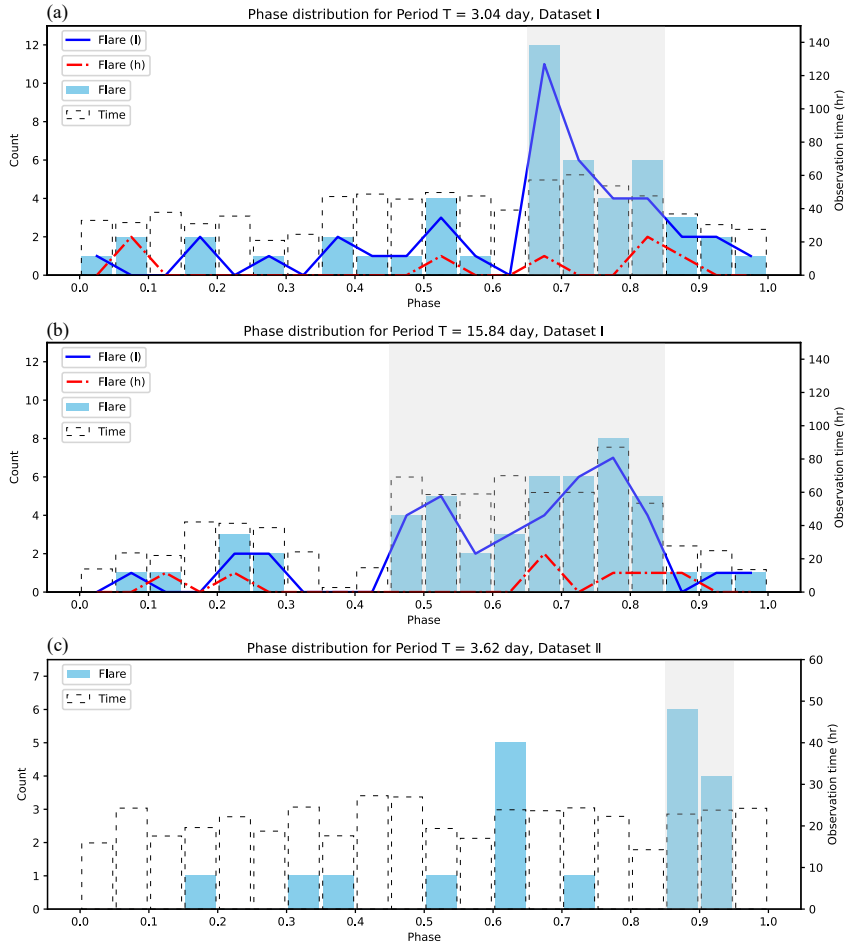 (a)
Phase distribution for Period T = 3.04 day, Dataset Ⅰ
Flare (l)
Flare (h)
Flare
Time
Count
0
2
4
6
8
10
12
Observation time (hr)
0
20
40
60
80
100
120
140
0.0 0.1 0.2 0.3 0.4 0.5 0.6 0.7 0.8 0.9 1.0
Phase
(b)
Phase distribution for Period T = 15.84 day, Dataset Ⅰ
Flare (l)
Flare (h)
Flare
Time
Count
0
2
4
6
8
10
12
Observation time (hr)
0
20
40
60
80
100
120
140
0.0 0.1 0.2 0.3 0.4 0.5 0.6 0.7 0.8 0.9 1.0
Phase
(c)
Phase distribution for Period T = 3.62 day, Dataset Ⅱ
Flare
Time
Count
0
1
2
3
4
5
6
7
Observation time (hr)
0
10
20
30
40
50
60
0.0 0.1 0.2 0.3 0.4 0.5 0.6 0.7 0.8 0.9 1.0
Phase